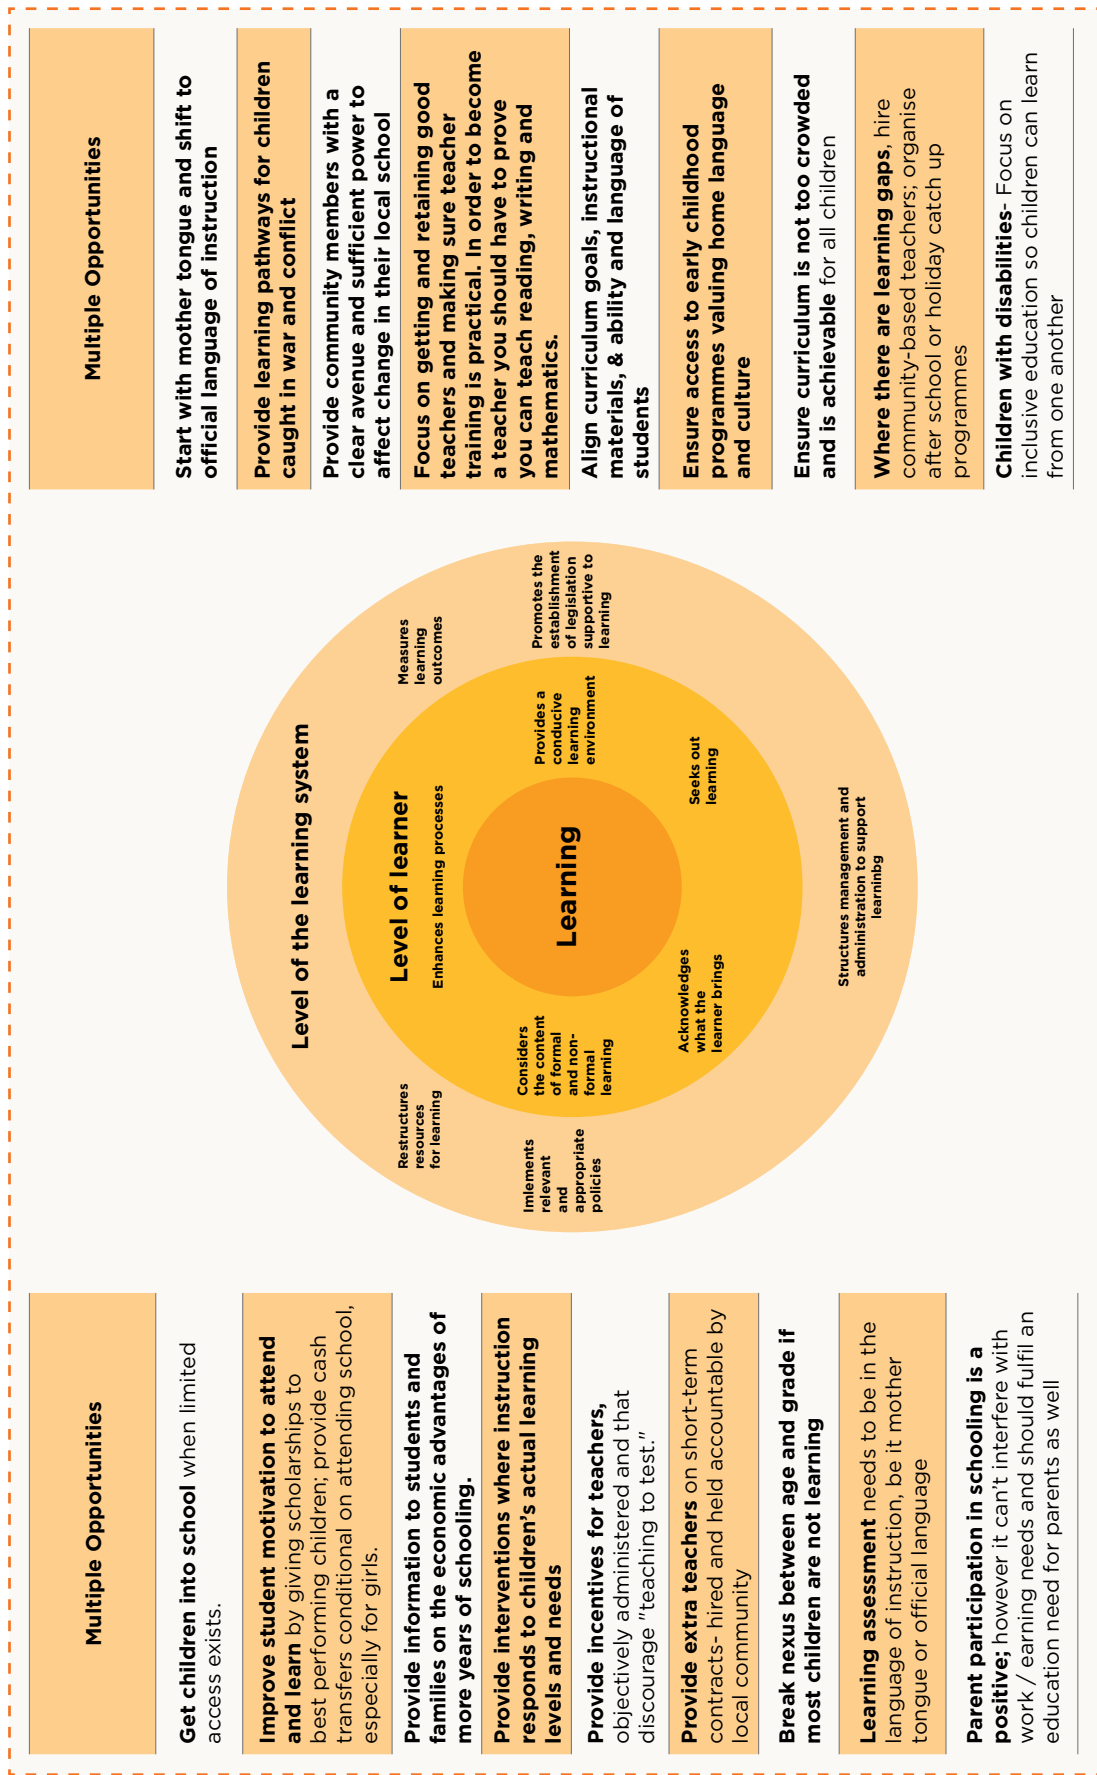 Multiple Opportunities
Get children into school when limited
access exists.
Improve student motivation to attend
and learn by giving scholarships to
best performing children; provide cash
transfers conditional on attending school,
especially for girls.
Provide information to students and
families on the economic advantages of
more years of schooling.
Provide interventions where instruction
responds to children's actual learning
levels and needs
Provide incentives for teachers,
objectively administered and that
discourage "teaching to test."
Provide extra teachers on short-term
contracts- hired and held accountable by
local community
Break nexus between age and grade if
most children are not learning
Learning assessment needs to be in the
language of instruction, be it mother
tongue or official language
Parent participation in schooling is a
positive; however it can't interfere with
work / earning needs and should fulfil an
education need for parents as well
Level of the learning system
Restructures
resources
for learning
Measures
learning
outcomes
Imlements
relevant
and
appropriate
policies
Promotes the
establishment
of legislation
supportive to
learning
Structures management and
administration to support
learninbg
Level of learner
Enhances learning processes
Considers
the content
of formal
and non-
formal
learning
Provides a
conducive
learning
environment
Acknowledges
what the
learner brings
Seeks out
learning
Learning
Multiple Opportunities
Start with mother tongue and shift to
official language of instruction
Provide learning pathways for children
caught in war and conflict
Provide community members with a
clear avenue and sufficient power to
affect change in their local school
Focus on getting and retaining good
teachers and making sure teacher
training is practical. In order to become
a teacher you should have to prove
you can teach reading, writing and
mathematics.
Align curriculum goals, instructional
materials, & ability and language of
students
Ensure access to early childhood
programmes valuing home language
and culture
Ensure curriculum is not too crowded
and is achievable for all children
Where there are learning gaps, hire
community-based teachers; organise
after school or holiday catch up
programmes
Children with disabilities- Focus on
inclusive education so children can learn
from one another